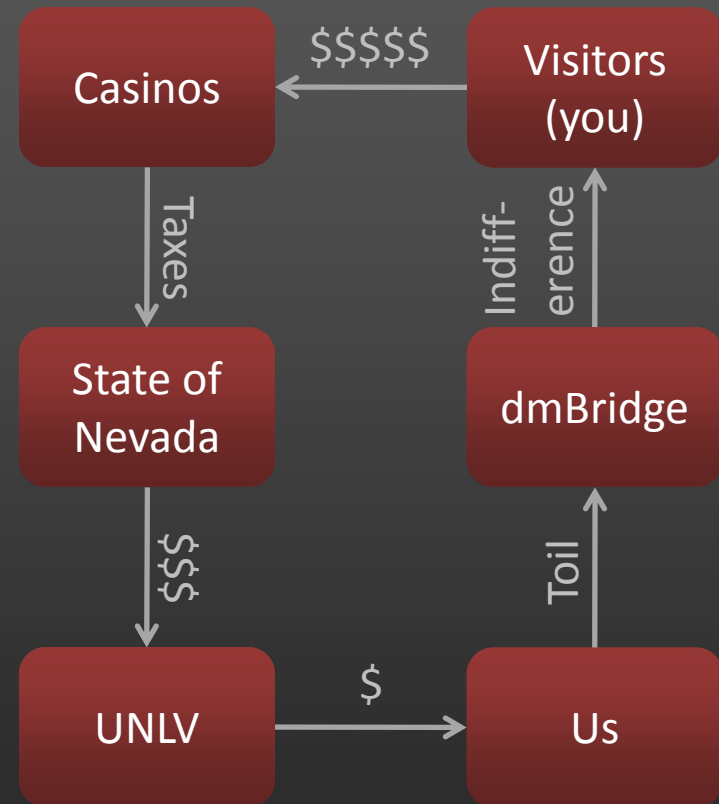 Casinos
$$$$$
Visitors
(you)
Taxes
Indiff-
erence
State of
Nevada
dmBridge
$$$
Toil
UNLV
$
Us